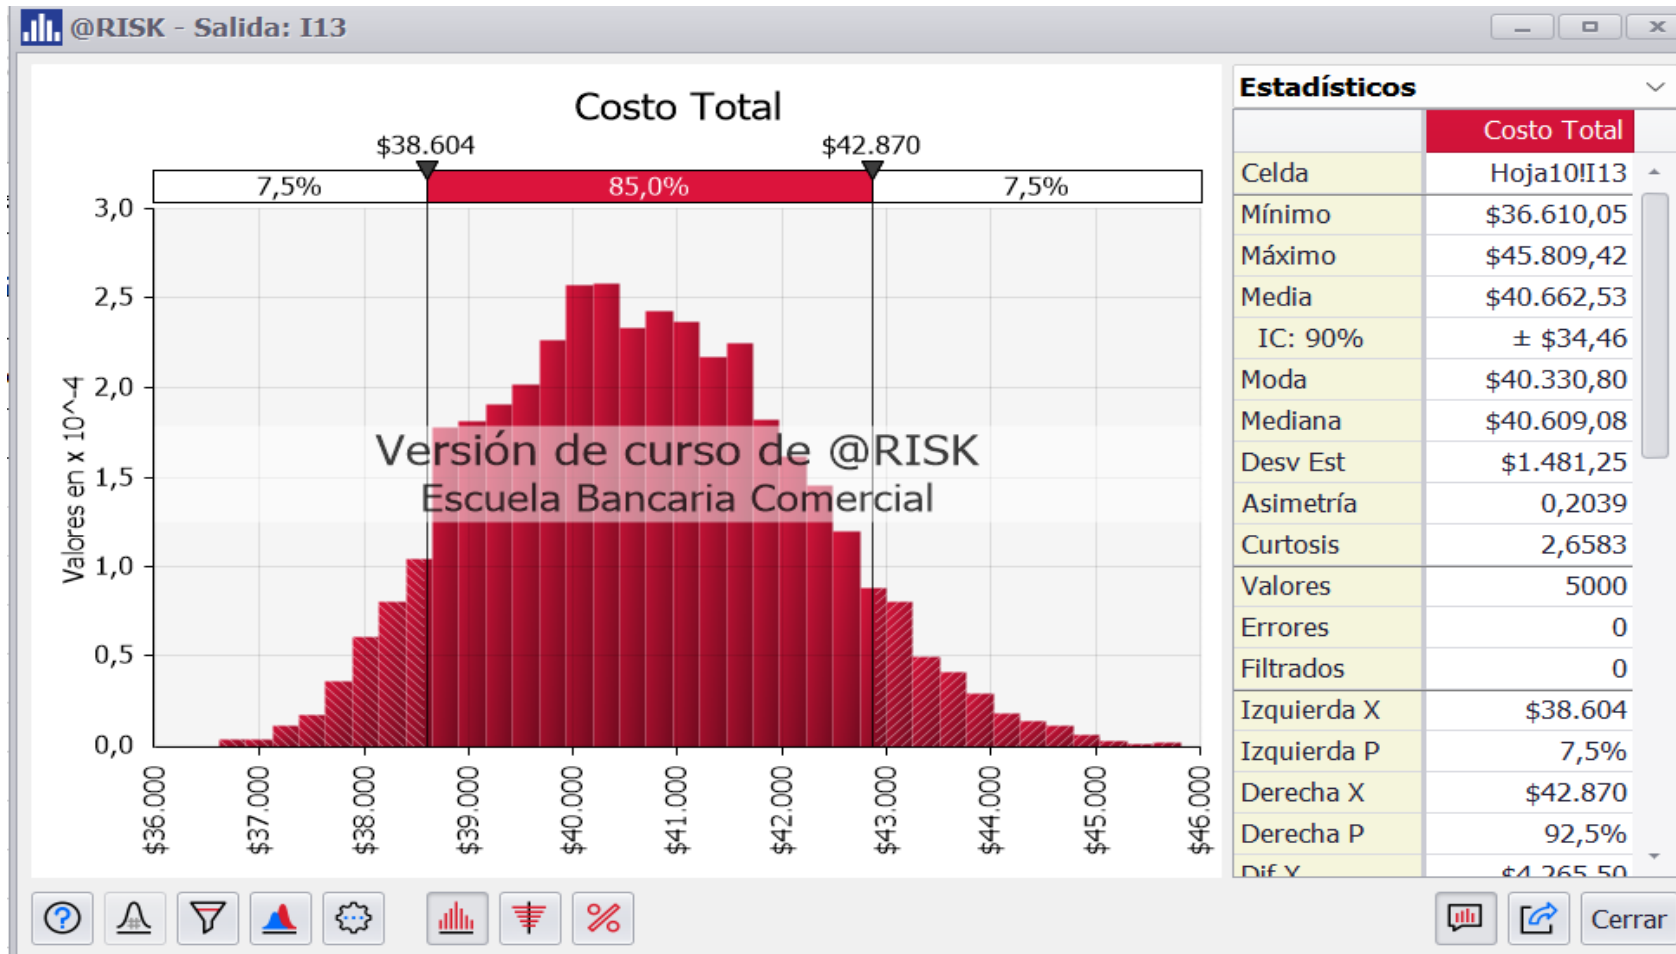 @RISK - Salida: I13
Costo Total
$38.604 $42.870
7,5% 85,0% 7,5%
3,0
2,5
2,0
1,5
1,0
0,5
0,0
Valores en x 10^-4
$36.000
$37.000
$38.000
$39.000
$40.000
$41.000
$42.000
$43.000
$44.000
$45.000
$46.000
Versión de curso de @RISK
Escuela Bancaria Comercial
Estadísticos
Costo Total
Celda Hoja10!I13
Mínimo $36.610,05
Máximo $45.809,42
Media $40.662,53
IC: 90% ± $34,46
Moda $40.330,80
Mediana $40.609,08
Desv Est $1.481,25
Asimetría 0,2039
Curtosis 2,6583
Valores 5000
Errores 0
Filtrados 0
Izquierda X $38.604
Izquierda P 7,5%
Derecha X $42.870
Derecha P 92,5%
Dif X $4.265,50
Cerrar